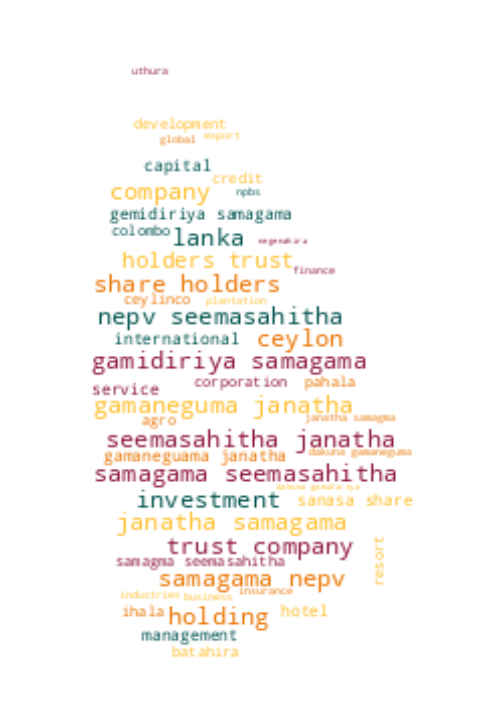 uthura
development
global export
capital
credit
company npbs
gemidiriya samagama
colombo lanka negenahira
holders trust
finance
share holders
ceylinco plantation
nepv seemasahitha
international ceylon
gamidiriya samagama
service corporation pahala
gamaneguma janatha
agro janatha samagma
seemasahitha janatha
gamaneguama janatha dakuna gamaneguma
samagama seemasahitha
investment sanasa share
janatha samagama
trust company
resort
samagma seemasahitha
samagama nepv
insurance
industries business
ihala holding hotel
management
batahira